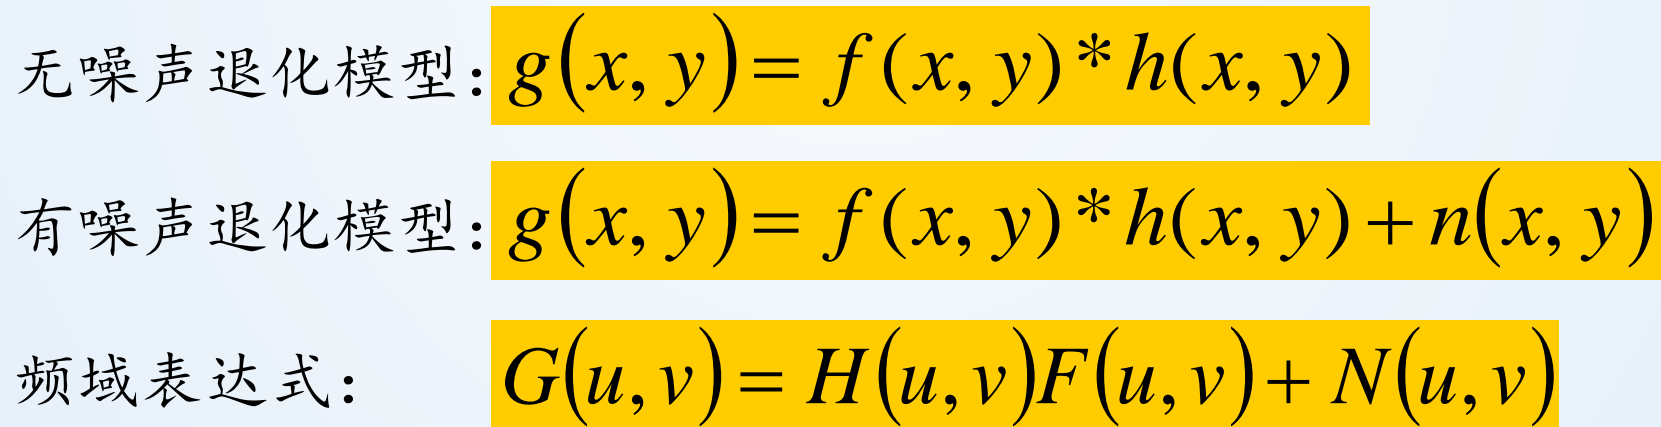 无噪声退化模型：g(x, y) = f (x, y) * h(x, y)
有噪声退化模型：g(x, y) = f (x, y) * h(x, y) + n(x, y)
频域表达式： G(u, v) = H(u, v)F(u, v) + N(u, v)